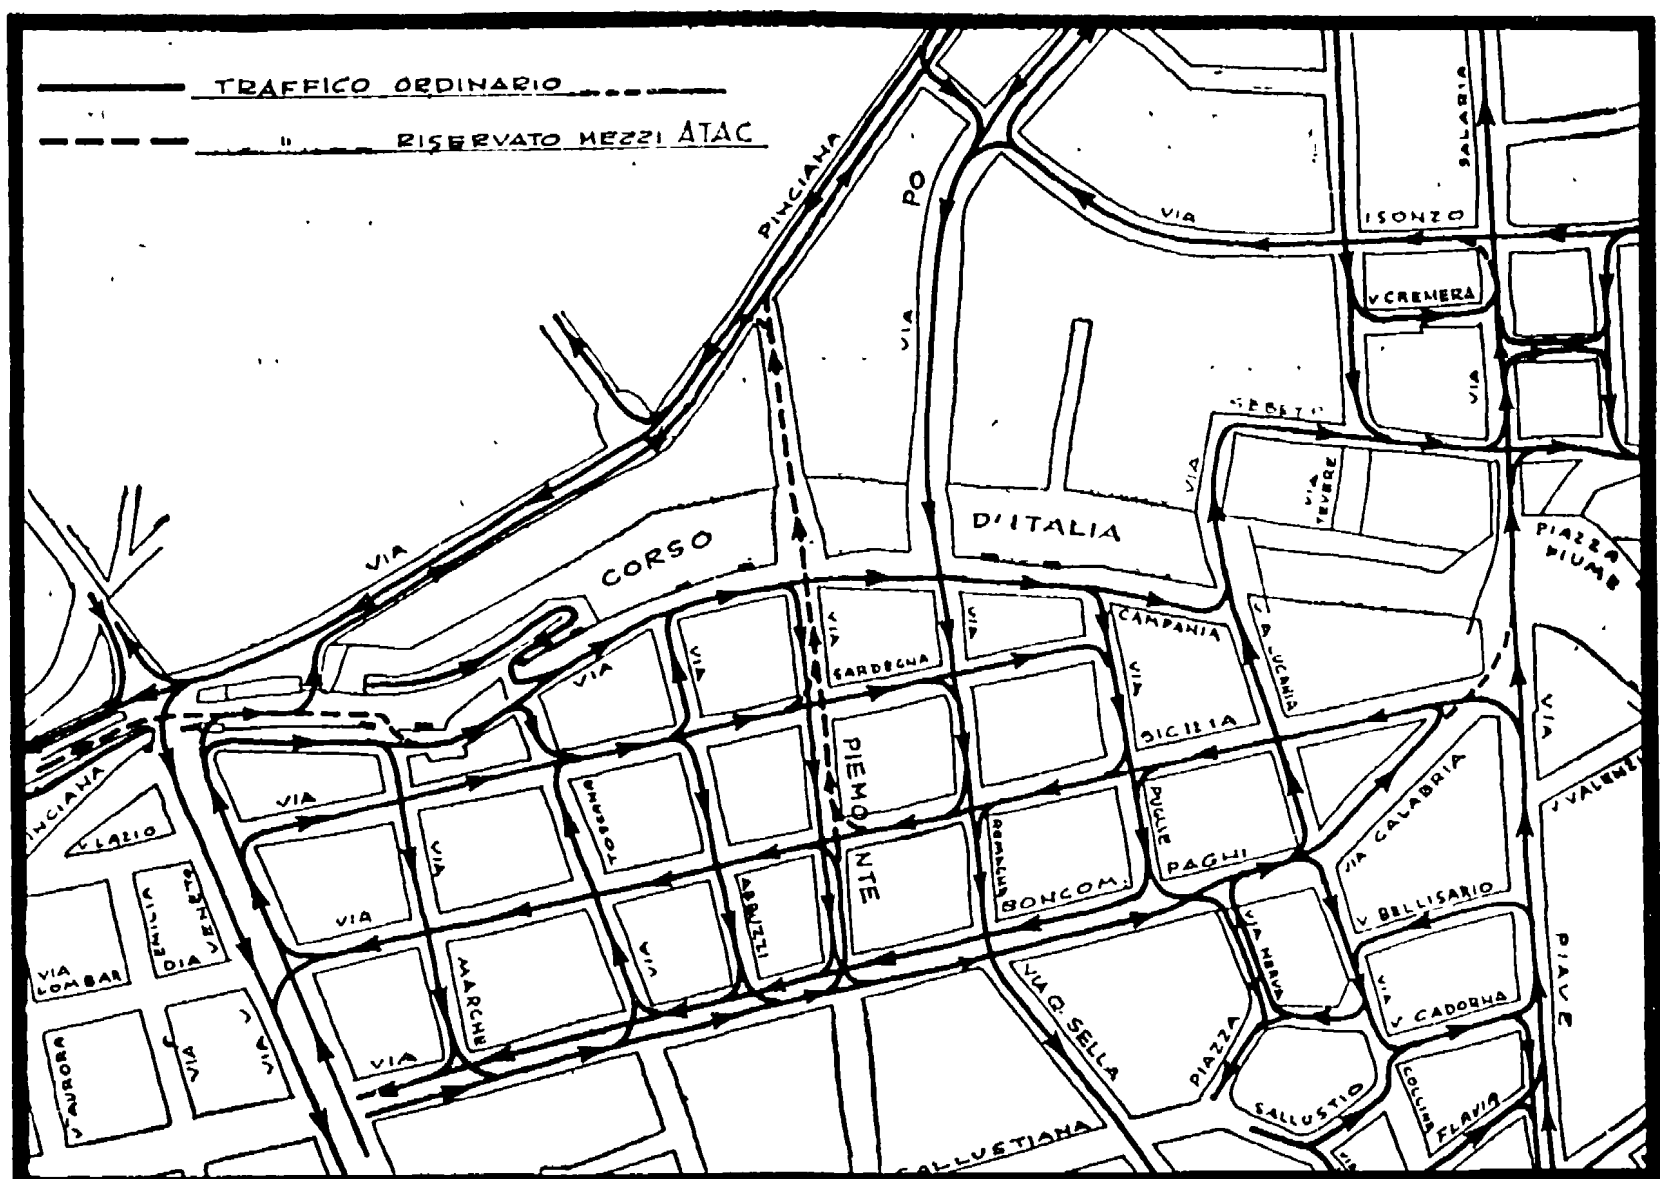 TRAFFICO ORDINARIO
" RISERVATO MEZZI ATAC
PINCIANA
PO
VIA
SALARIA
VIA
ISONZO
V CREMERA
VIA
VIA
VIA
TEVERE
VIA
CORSO
D'ITALIA
PIAZZA
FIUME
VIA
VIA
VIA
VIA
SARDEGNA
VIA
CAMPANIA
VIA
LUCANIA
SICILIA
VIA
V VALENZI
VIA
V LAZIO
VIA
TOSCANA
PIEMONTE
PUGLIE
VIA CALABRIA
ROMAGNA
BONCOM
PAGNI
V BELLISARIO
VIA
VENETO
VIA
LOMBAR
DIA
VIA
ABRUZZI
VIA NERVA
VIA
V CADORNA
PIAVE
MARCHE
VIA Q. SELLA
PIAZZA
SALLUSTIO
COLLINA
FLAVIA
V AURORA
VIA
VIA
VIA
VIA